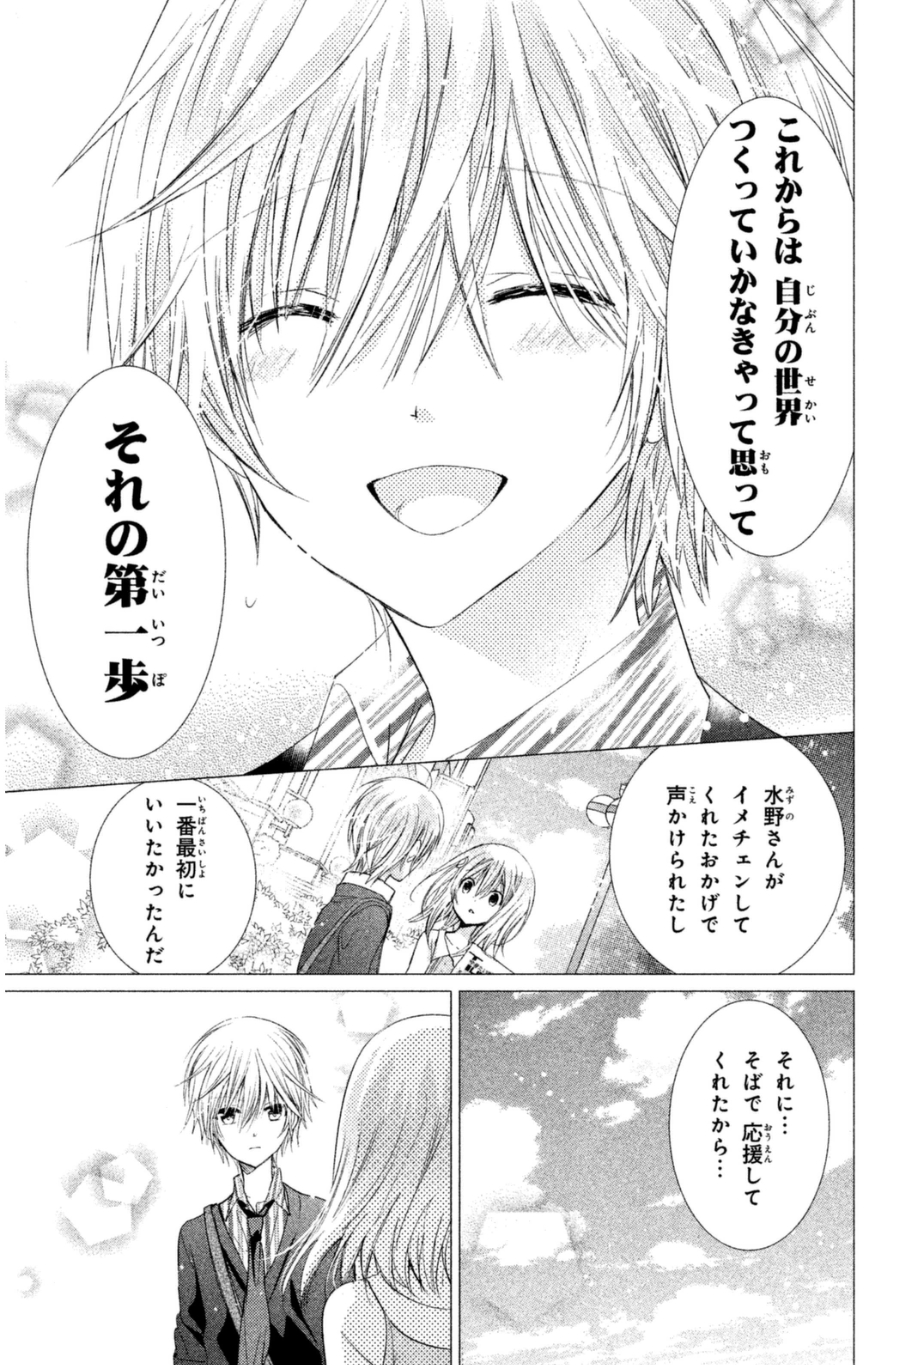 これからは自分の世界
つくっていかなきゃって思って
それの第一歩
水野さんが
イメチェンして
くれたおかげで
声かけられたし
一番最初に
いいたかったんだ
それに…
そばで応援して
くれたから…